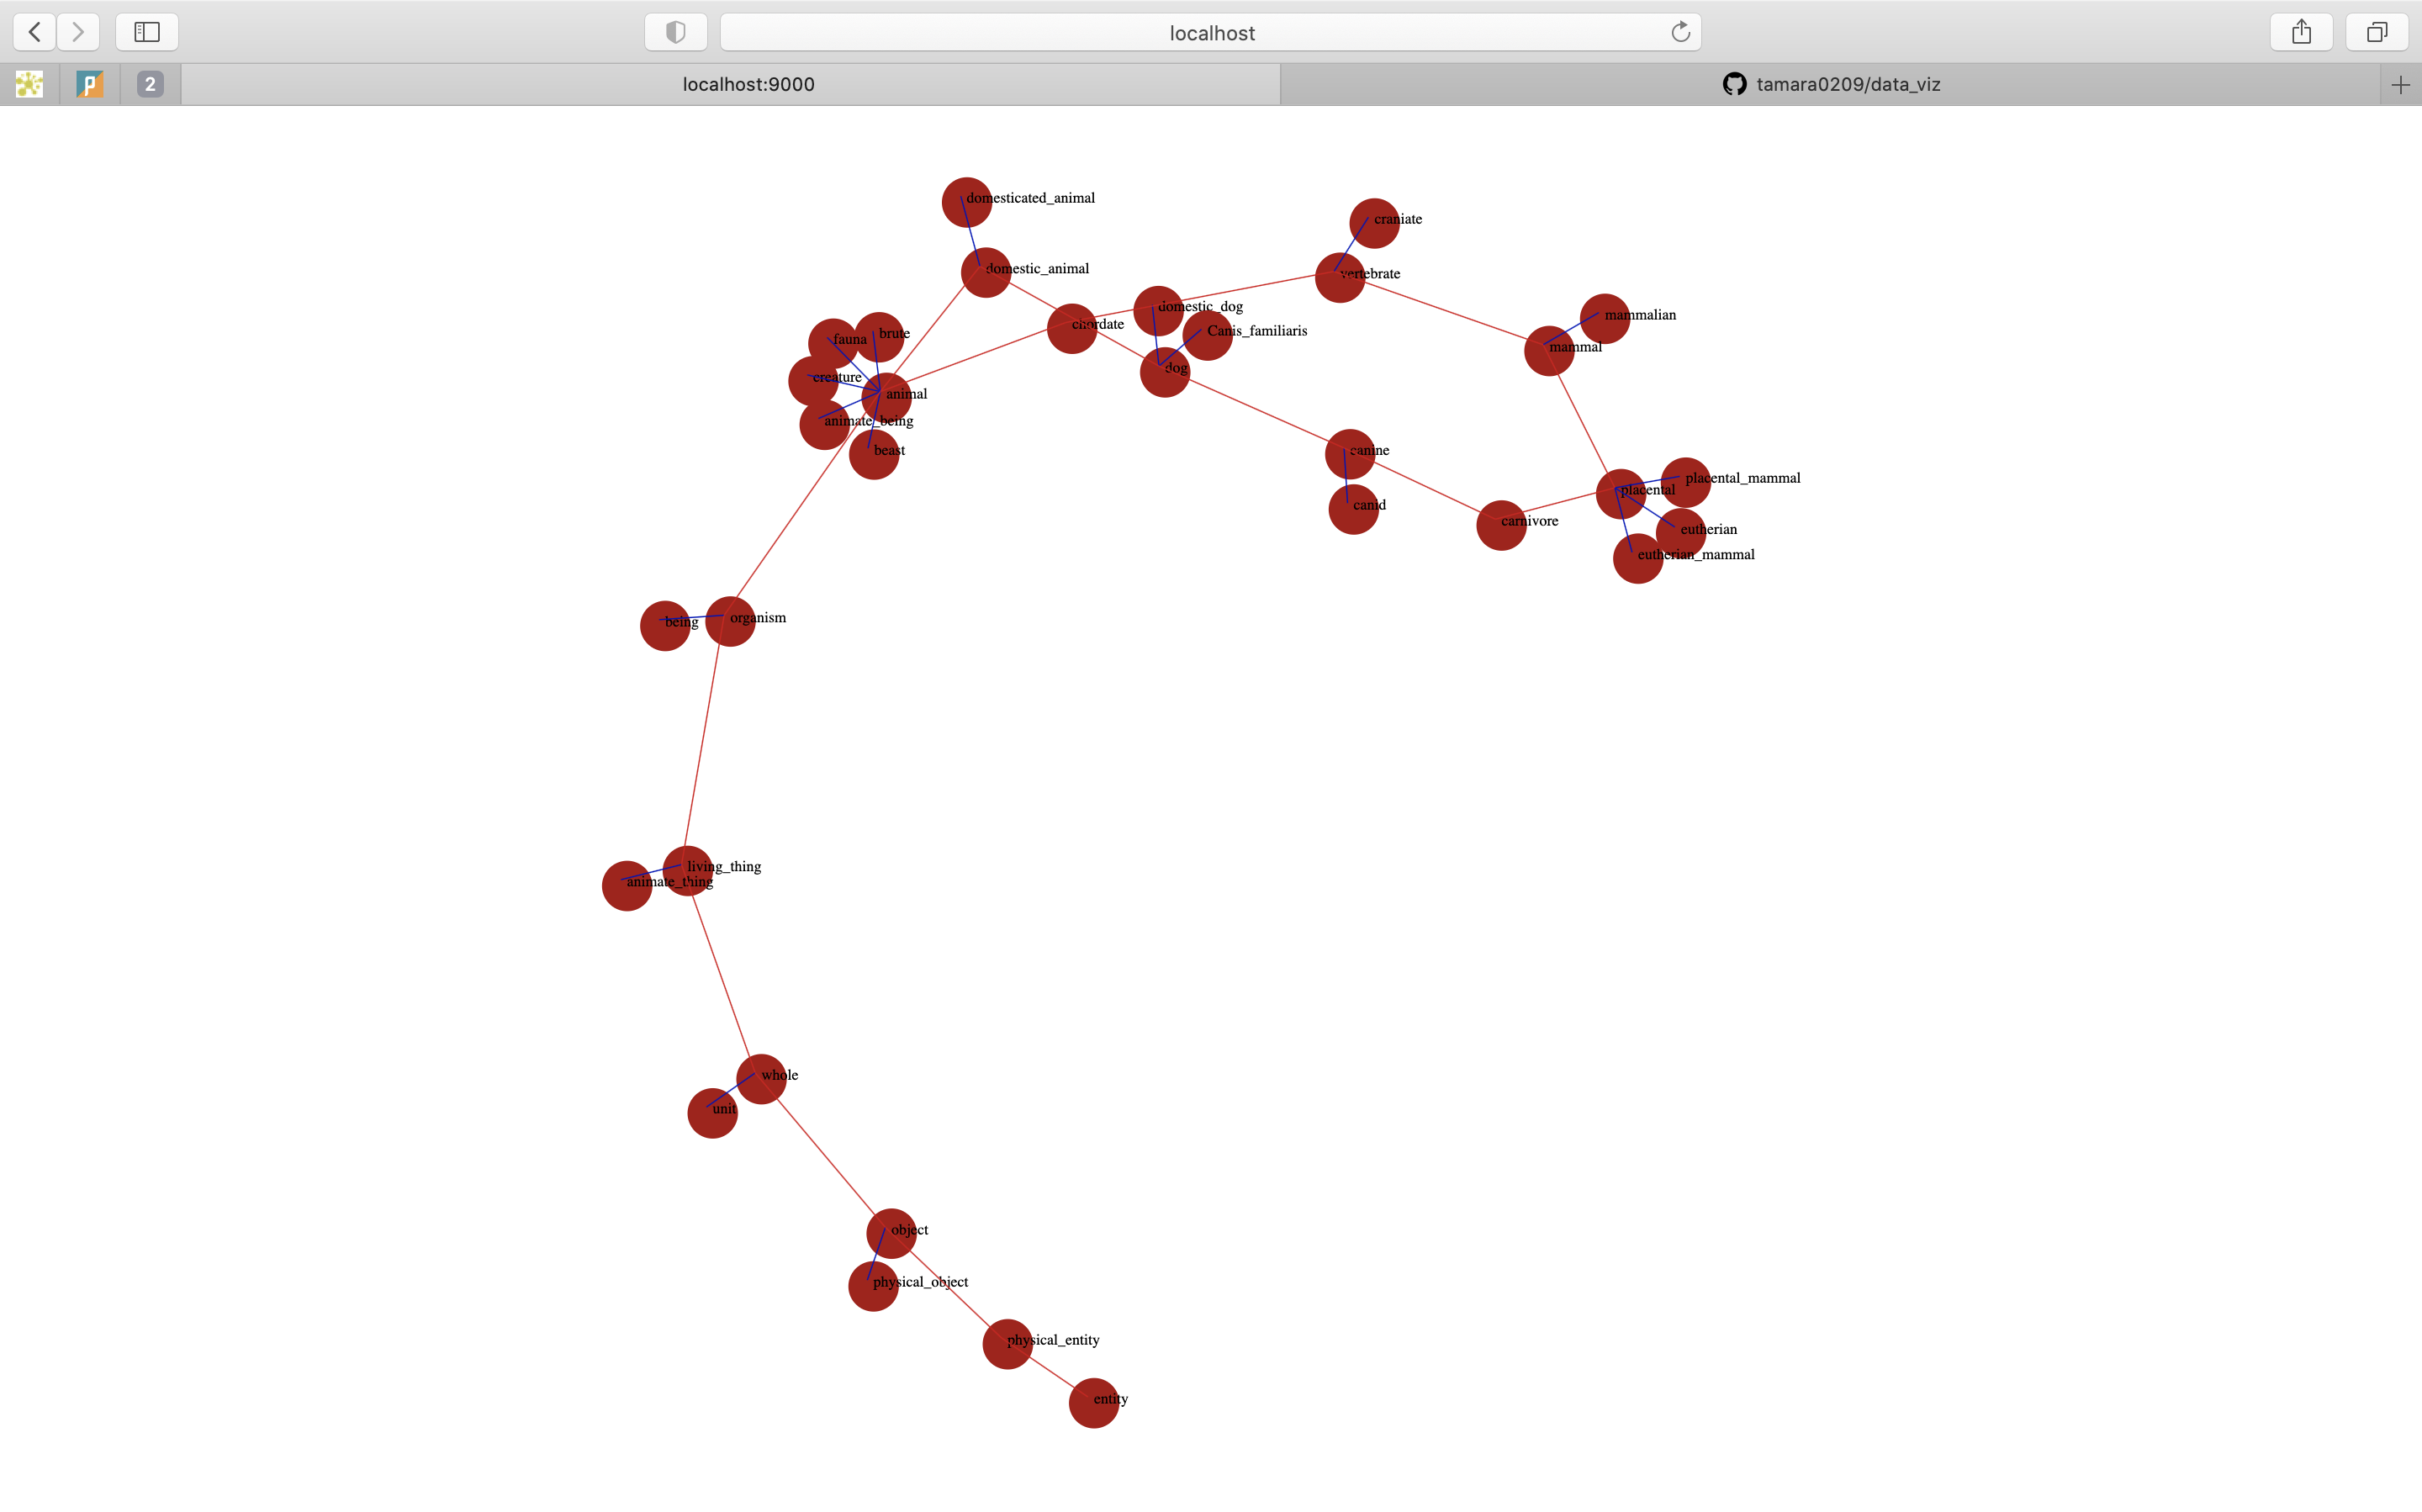 localhost
2
localhost:9000
tamara0209/data_viz
domesticated_animal
craniate
domestic_animal
vertebrate
domestic_dog
mammalian
chordate
Canis_familiaris
brute
fauna
mammal
dog
creature
animal
animate_being
beast
canine
placental_mammal
placental
canid
carnivore
eutherian
eutherian_mammal
organism
being
living_thing
animate_thing
whole
unit
object
physical_object
physical_entity
entity